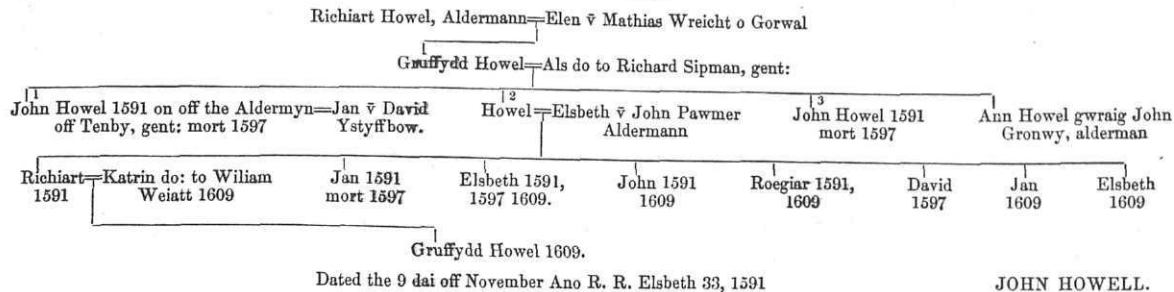 Richiart Howel, Aldermann=Elen v̄ Mathias Wreicht o Gorwal
Gruffydd Howel=Als do to Richard Sipman, gent:
1 2 3
John Howel 1591 on off the Aldermyn=Jan v̄ David Howel=Elsbeth v̄ John Pawmer John Howel 1591 Ann Howel gwraig John
off Tenby, gent: mort 1597 Ystyffbow. Aldermann mort 1597 Gronwy, alderman
Richiart=Katrin do: to Wiliam Jan 1591 Elsbeth 1591, John 1591 Roegiar 1591, David Jan Elsbeth
1591 Weiatt 1609 mort 1597 1597 1609. 1609 1609 1597 1609 1609
Gruffydd Howel 1609.
Dated the 9 dai off November Ano R. R. Elsbeth 33, 1591 JOHN HOWELL.